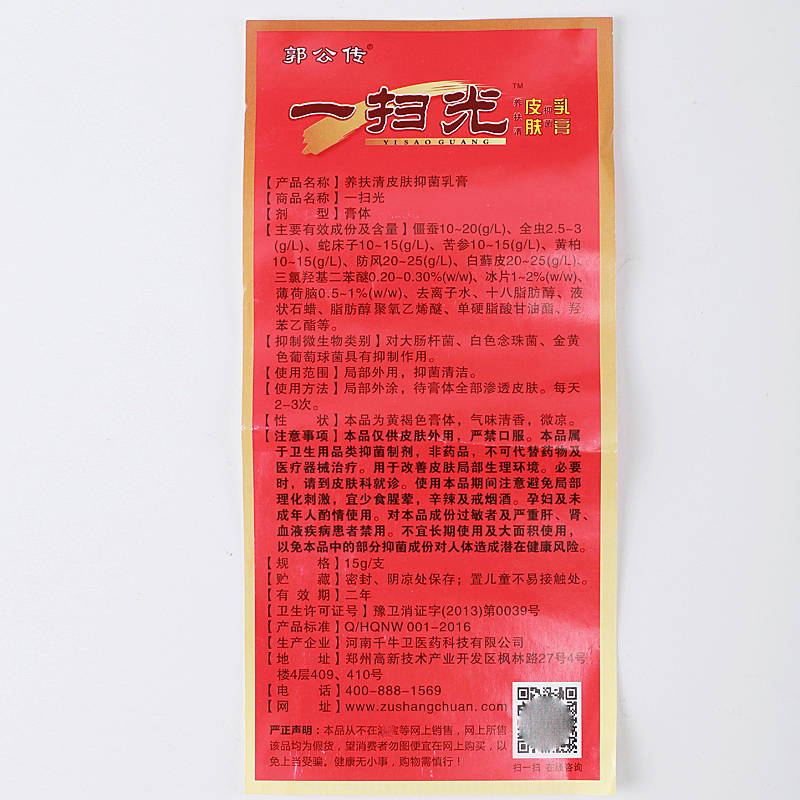 郭公传®
一扫光™ 养扶清 皮肤 抑菌 乳膏
YI SAO GUANG
【产品名称】养扶清皮肤抑菌乳膏
【商品名称】一扫光
【剂 型】膏体
【主要有效成份及含量】僵蚕10~20(g/L)、全虫2.5~3
(g/L)、蛇床子10~15(g/L)、苦参10~15(g/L)、黄柏
10~15(g/L)、防风20~25(g/L)、白藓皮20~25(g/L)、
三氯羟基二苯醚0.20~0.30%(w/w)、冰片1~2%(w/w)、
薄荷脑0.5~1%(w/w)、去离子水、十八脂肪醇、液
状石蜡、脂肪醇聚氧乙烯醚、单硬脂酸甘油酯、羟
苯乙酯等。
【抑制微生物类别】对大肠杆菌、白色念珠菌、金黄
色葡萄球菌具有抑制作用。
【使用范围】局部外用，抑菌清洁。
【使用方法】局部外涂，待膏体全部渗透皮肤。每天
2-3次。
【性 状】本品为黄褐色膏体，气味清香，微凉。
【注意事项】本品仅供皮肤外用，严禁口服。本品属
于卫生用品类抑菌制剂，非药品，不可代替药物及
医疗器械治疗。用于改善皮肤局部生理环境。必要
时，请到皮肤科就诊。使用本品期间注意避免局部
理化刺激，宜少食腥荤，辛辣及戒烟酒。孕妇及未
成年人酌情使用。对本品成份过敏者及严重肝、肾、
血液疾病患者禁用。不宜长期使用及大面积使用，
以免本品中的部分抑菌成份对人体造成潜在健康风险。
【规 格】15g/支
【贮 藏】密封、阴凉处保存；置儿童不易接触处。
【有 效 期】二年
【卫生许可证号】豫卫消证字(2013)第0039号
【产品标准】Q/HQNW 001-2016
【生产企业】河南千牛卫医药科技有限公司
【地 址】郑州高新技术产业开发区枫林路27号4号
楼4层409、410号
【电 话】400-888-1569
【网 址】www.zushangchuan.com
严正声明：本品从不在等网上销售，网上所售
该品均为假货，望消费者勿图便宜在网上购买，以
免上当受骗。健康无小事，购物需慎行！
扫一扫 在线咨询